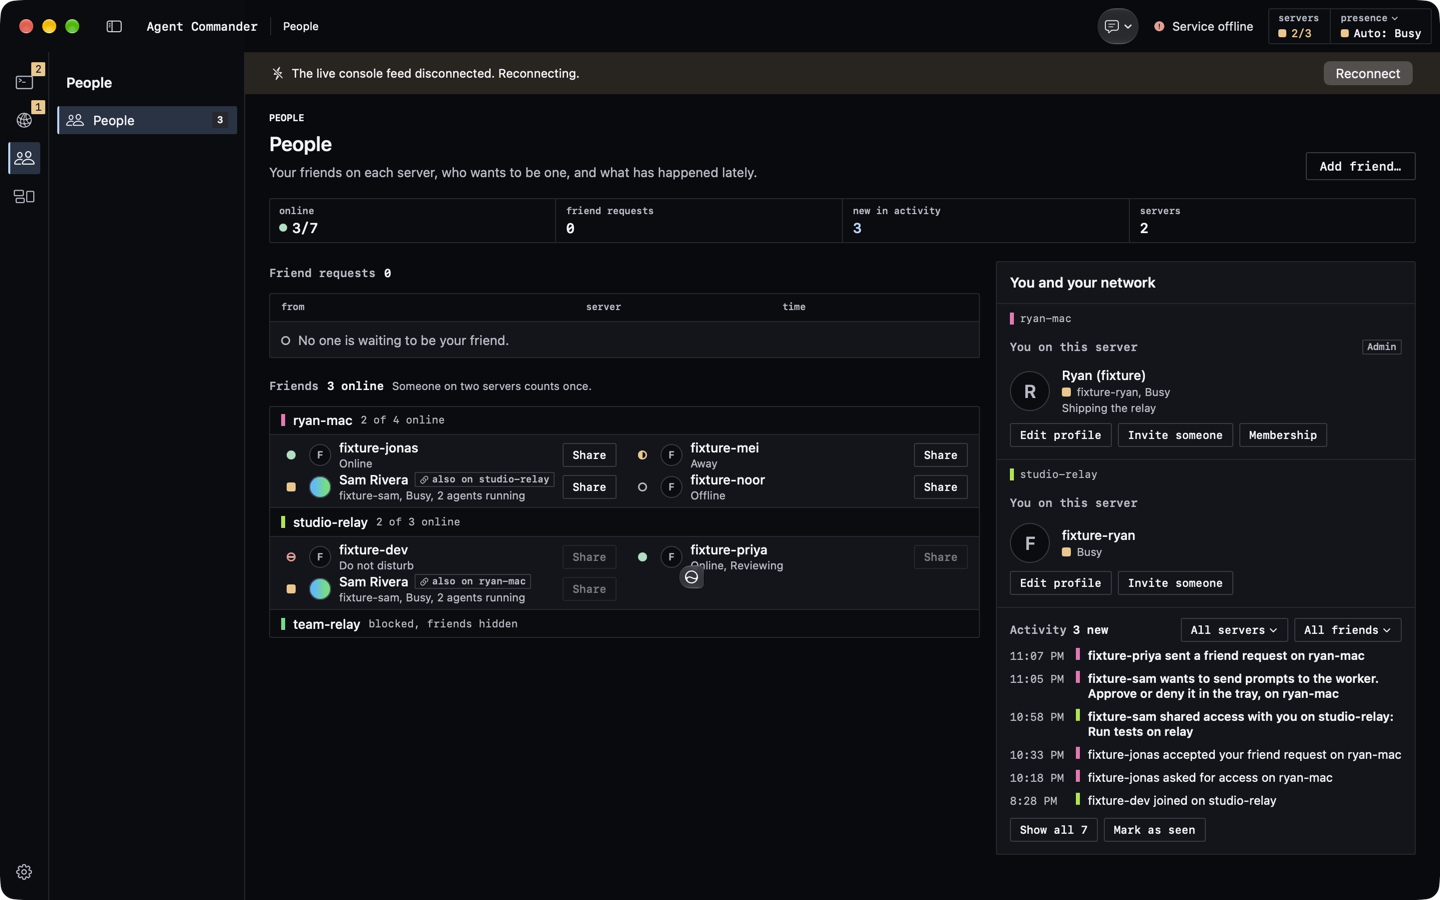 Agent Commander
People
Service offline
servers
2/3
presence
Auto: Busy
2
1
People
People 3
The live console feed disconnected. Reconnecting.
Reconnect
PEOPLE
People
Your friends on each server, who wants to be one, and what has happened lately.
Add friend…
online
3/7
friend requests
0
new in activity
3
servers
2
Friend requests 0
from server time
No one is waiting to be your friend.
Friends 3 online Someone on two servers counts once.
ryan-mac 2 of 4 online
F fixture-jonas
Online
Share
F fixture-mei
Away
Share
Sam Rivera also on studio-relay
fixture-sam, Busy, 2 agents running
Share
F fixture-noor
Offline
Share
studio-relay 2 of 3 online
F fixture-dev
Do not disturb
Share
F fixture-priya
Online, Reviewing
Share
Sam Rivera also on ryan-mac
fixture-sam, Busy, 2 agents running
Share
team-relay blocked, friends hidden
You and your network
ryan-mac
You on this server Admin
R
Ryan (fixture)
fixture-ryan, Busy
Shipping the relay
Edit profile Invite someone Membership
studio-relay
You on this server
F
fixture-ryan
Busy
Edit profile Invite someone
Activity 3 new All servers All friends
11:07 PM fixture-priya sent a friend request on ryan-mac
11:05 PM fixture-sam wants to send prompts to the worker.
Approve or deny it in the tray, on ryan-mac
10:58 PM fixture-sam shared access with you on studio-relay:
Run tests on relay
10:33 PM fixture-jonas accepted your friend request on ryan-mac
10:18 PM fixture-jonas asked for access on ryan-mac
8:28 PM fixture-dev joined on studio-relay
Show all 7 Mark as seen